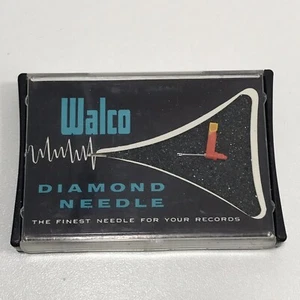 Walco
DIAMOND
NEEDLE
THE FINEST NEEDLE FOR YOUR RECORDS